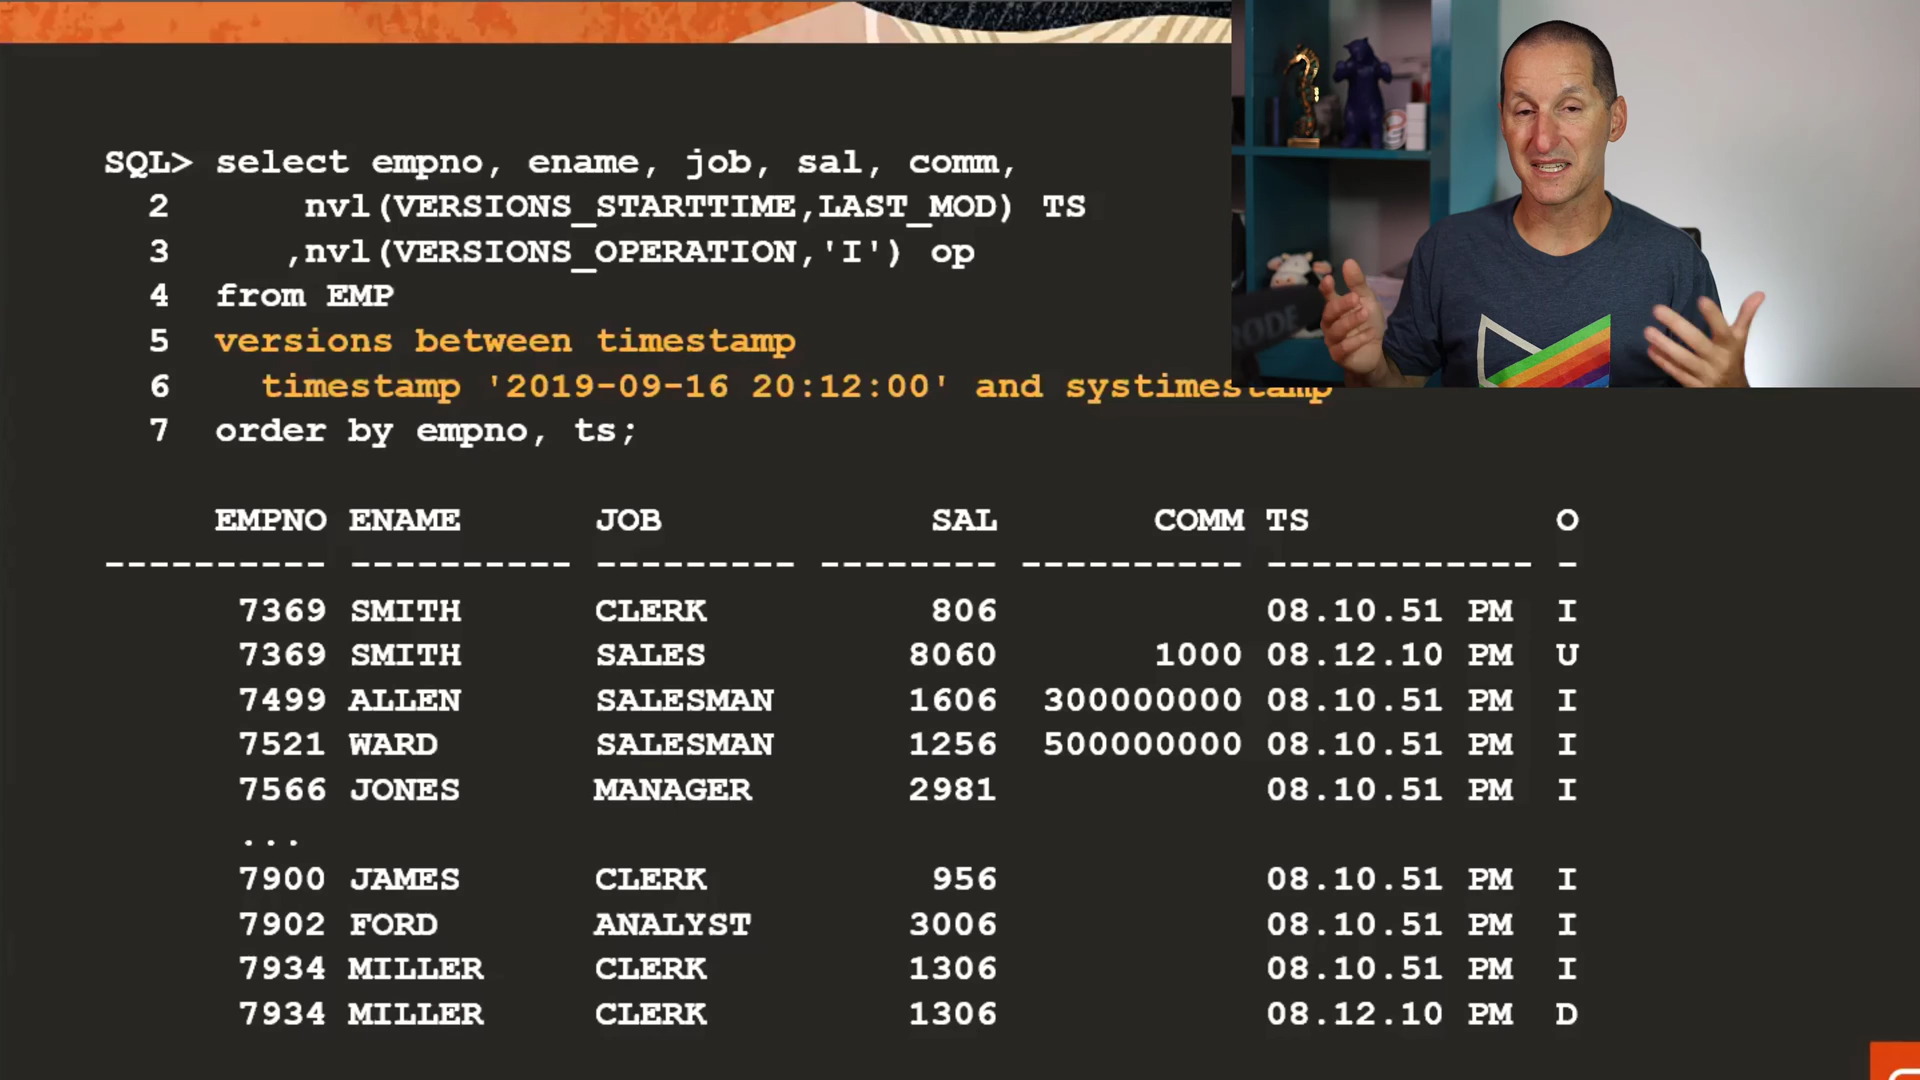 SQL> select empno, ename, job, sal, comm,
2 nvl(VERSIONS_STARTTIME,LAST_MOD) TS
3 ,nvl(VERSIONS_OPERATION,'I') op
4 from EMP
5 versions between timestamp
6 timestamp '2019-09-16 20:12:00' and systimestamp
7 order by empno, ts;
EMPNO ENAME JOB SAL COMM TS O
---------- ---------- --------- -------- ---------- ------------ -
7369 SMITH CLERK 806 08.10.51 PM I
7369 SMITH SALES 8060 1000 08.12.10 PM U
7499 ALLEN SALESMAN 1606 300000000 08.10.51 PM I
7521 WARD SALESMAN 1256 500000000 08.10.51 PM I
7566 JONES MANAGER 2981 08.10.51 PM I
...
7900 JAMES CLERK 956 08.10.51 PM I
7902 FORD ANALYST 3006 08.10.51 PM I
7934 MILLER CLERK 1306 08.10.51 PM I
7934 MILLER CLERK 1306 08.12.10 PM D
RODE